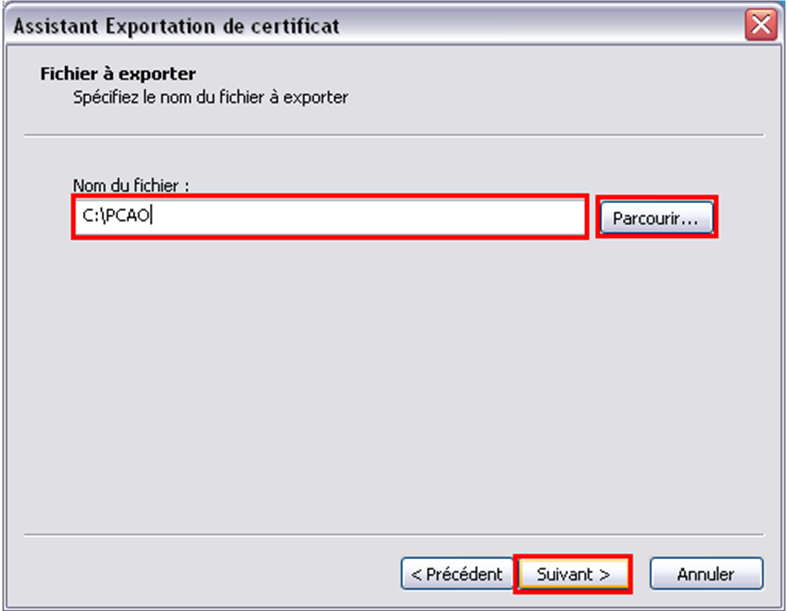 Assistant Exportation de certificat
Fichier à exporter
Spécifiez le nom du fichier à exporter
Nom du fichier :
C:\PCAO
Parcourir...
< Précédent
Suivant >
Annuler